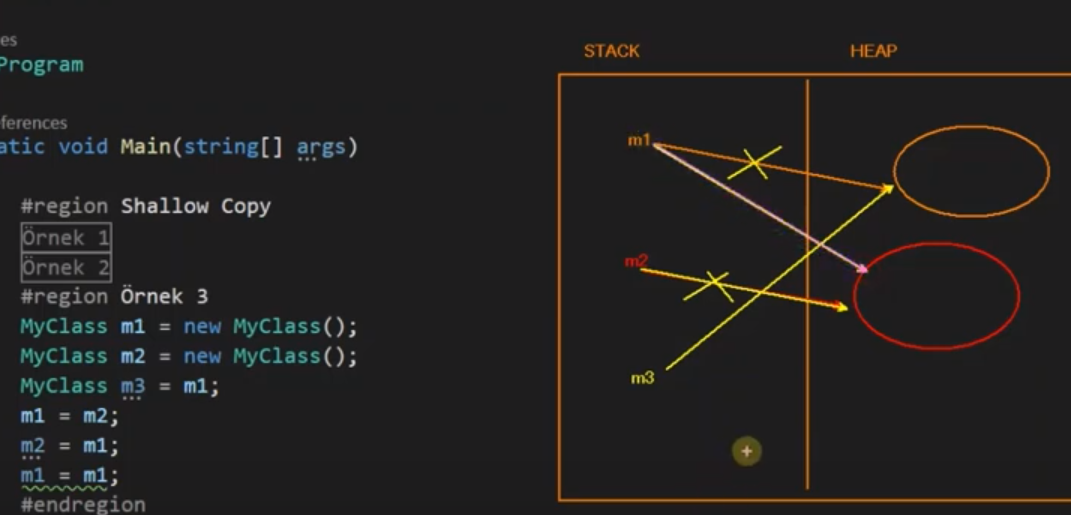 es
Program
ferences
atic void Main(string[] args)
#region Shallow Copy
Örnek 1
Örnek 2
#region Örnek 3
MyClass m1 = new MyClass();
MyClass m2 = new MyClass();
MyClass m3 = m1;
m1 = m2;
m2 = m1;
m1 = m1;
#endregion
STACK
HEAP
m1
m2
m3